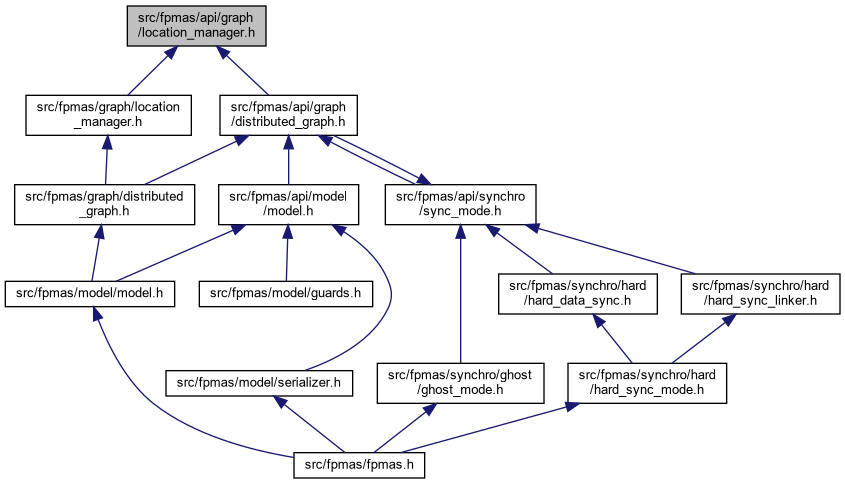 src/fpmas/api/graph
/location_manager.h
src/fpmas/graph/location
_manager.h
src/fpmas/api/graph
/distributed_graph.h
src/fpmas/graph/distributed
_graph.h
src/fpmas/api/model
/model.h
src/fpmas/api/synchro
/sync_mode.h
src/fpmas/model/model.h
src/fpmas/model/guards.h
src/fpmas/synchro/hard
/hard_data_sync.h
src/fpmas/synchro/hard
/hard_sync_linker.h
src/fpmas/model/serializer.h
src/fpmas/synchro/ghost
/ghost_mode.h
src/fpmas/synchro/hard
/hard_sync_mode.h
src/fpmas/fpmas.h